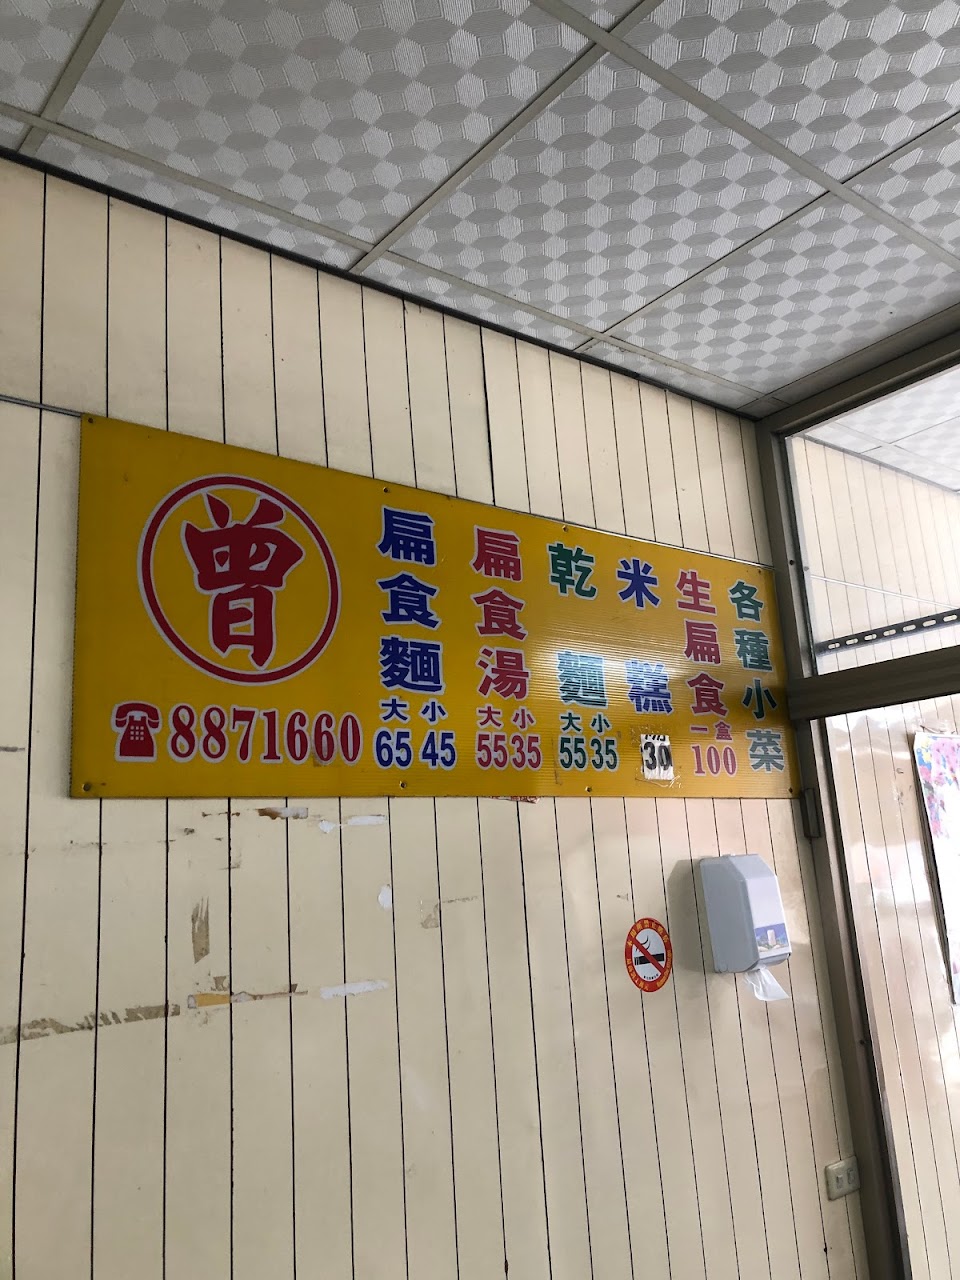 曾
☎8871660
扁食麵
大 小
65 45
扁食湯
大 小
55 35
乾麵
大 小
55 35
米糕
30
生扁食
一盒
100
各種小菜